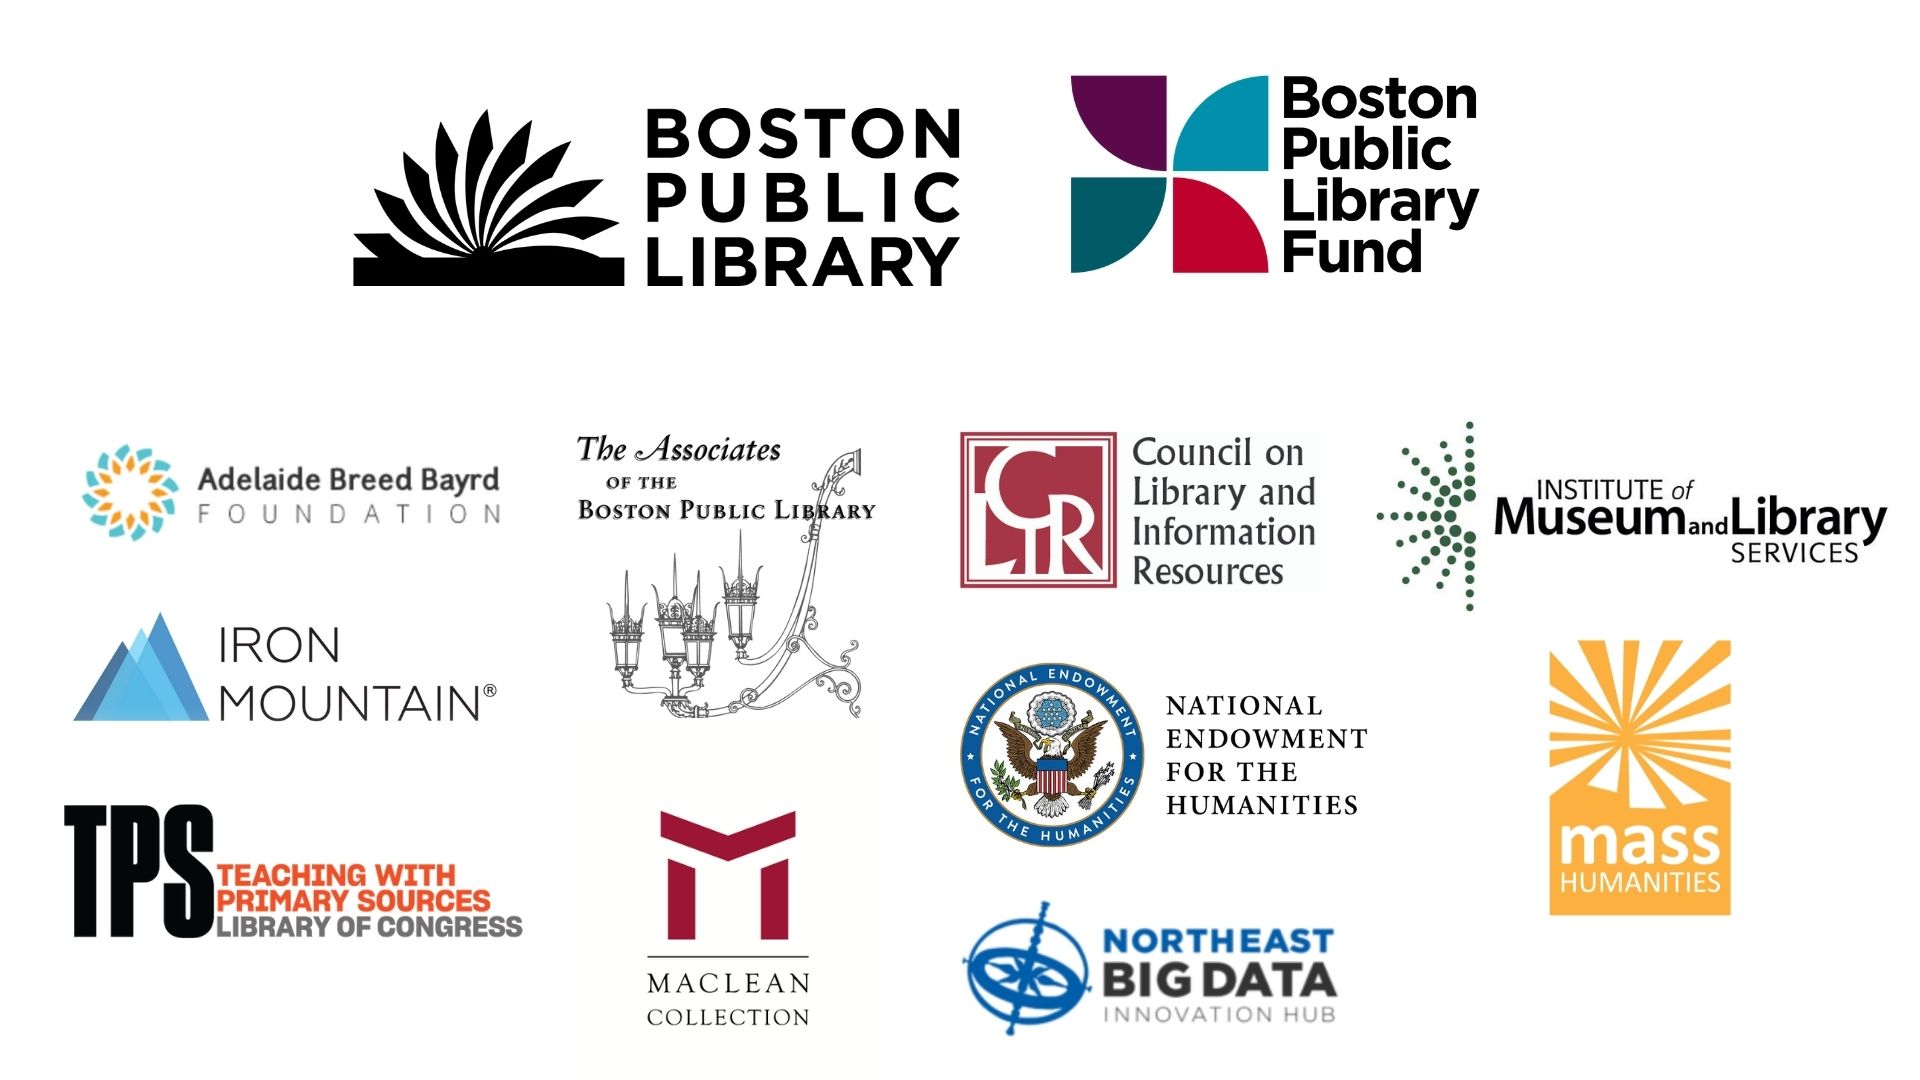 BOSTON
PUBLIC
LIBRARY
Boston
Public
Library
Fund
Adelaide Breed Bayrd
FOUNDATION
The Associates
OF THE
BOSTON PUBLIC LIBRARY
CLIR
Council on
Library and
Information
Resources
INSTITUTE of
Museum and Library
SERVICES
IRON
MOUNTAIN®
NATIONAL ENDOWMENT
FOR THE HUMANITIES
NATIONAL
ENDOWMENT
FOR THE
HUMANITIES
mass
HUMANITIES
TPS
TEACHING WITH
PRIMARY SOURCES
LIBRARY OF CONGRESS
MACLEAN
COLLECTION
NORTHEAST
BIG DATA
INNOVATION HUB